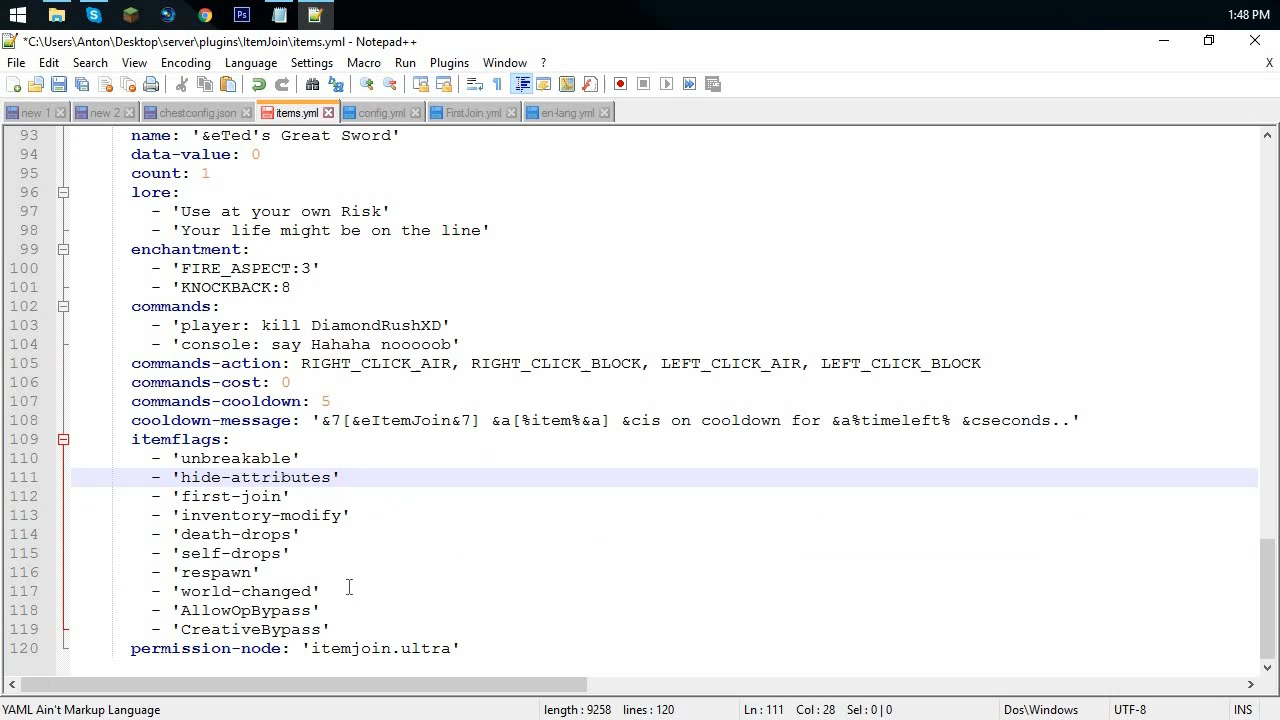 Ps
1:48 PM
*C:\Users\Anton\Desktop\server\plugins\ItemJoin\items.yml - Notepad++
File Edit Search View Encoding Language Settings Macro Run Plugins Window ? X
new 1 new 2 chestconfig.json items.yml config.yml FirstJoin.yml en-lang.yml
93 name: '&eTed's Great Sword'
94 data-value: 0
95 count: 1
96 lore:
97 - 'Use at your own Risk'
98 - 'Your life might be on the line'
99 enchantment:
100 - 'FIRE_ASPECT:3'
101 - 'KNOCKBACK:8
102 commands:
103 - 'player: kill DiamondRushXD'
104 - 'console: say Hahaha nooooob'
105 commands-action: RIGHT_CLICK_AIR, RIGHT_CLICK_BLOCK, LEFT_CLICK_AIR, LEFT_CLICK_BLOCK
106 commands-cost: 0
107 commands-cooldown: 5
108 cooldown-message: '&7[&eItemJoin&7] &a[%item%&a] &cis on cooldown for &a%timeleft% &cseconds..'
109 itemflags:
110 - 'unbreakable'
111 - 'hide-attributes'
112 - 'first-join'
113 - 'inventory-modify'
114 - 'death-drops'
115 - 'self-drops'
116 - 'respawn'
117 - 'world-changed'
118 - 'AllowOpBypass'
119 - 'CreativeBypass'
120 permission-node: 'itemjoin.ultra'
YAML Ain't Markup Language length : 9258 lines : 120 Ln : 111 Col : 28 Sel : 0 | 0 Dos\Windows UTF-8 INS